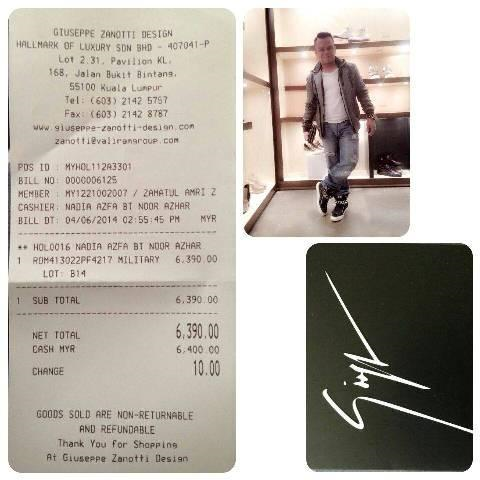 GIUSEPPE ZANOTTI DESIGN
HALLMARK OF LUXURY SDN BHD - 407041-P
Lot 2.31, Pavilion KL,
168, Jalan Bukit Bintang,
55100 Kuala Lumpur
Tel: (603) 2142 5757
Fax: (603) 2142 8787
www.giuseppe-zanotti-design.com
zanotti@valiramgroup.com
POS ID : MYHOL112A3301
BILL NO: 0000006125
MEMBER : MY1221002007 / ZAMATUL AMRI Z
CASHIER: NADIA AZFA BT NOOR AZHAR
BILL DT: 04/06/2014 02:55:45 PM MYR
** HOL0016 NADIA AZFA BT NOOR AZHAR
1 RDM413022PF4217 MILITARY 6,390.00
LOT: B14
1 SUB TOTAL 6,390.00
NET TOTAL 6,390.00
CASH MYR 6,400.00
CHANGE 10.00
GOODS SOLD ARE NON-RETURNABLE
AND REFUNDABLE
Thank You for Shopping
At Giuseppe Zanotti Design